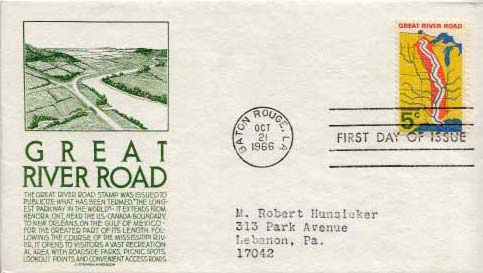 GREAT
RIVER ROAD
THE GREAT RIVER ROAD STAMP WAS ISSUED TO
PUBLICIZE WHAT HAS BEEN TERMED, "THE LONG-
EST PARKWAY IN THE WORLD"- IT EXTENDS FROM
KENORA, ONT., NEAR THE U.S.-CANADA BOUNDARY,
TO NEW ORLEANS, ON THE GULF OF MEXICO-
FOR THE GREATER PART OF ITS LENGTH, FOL-
LOWING THE COURSE OF THE MISSISSIPPI RIV-
ER, IT OPENS TO VISITORS A VAST RECREATION-
AL AREA WITH ROADSIDE PARKS, PICNIC SPOTS,
LOOKOUT POINTS AND CONVENIENT ACCESS ROADS.
GREAT RIVER ROAD
5c
BATON ROUGE, LA
OCT
21
1966
FIRST DAY OF ISSUE
M. Robert Hunsicker
313 Park Avenue
Lebanon, Pa.
17042